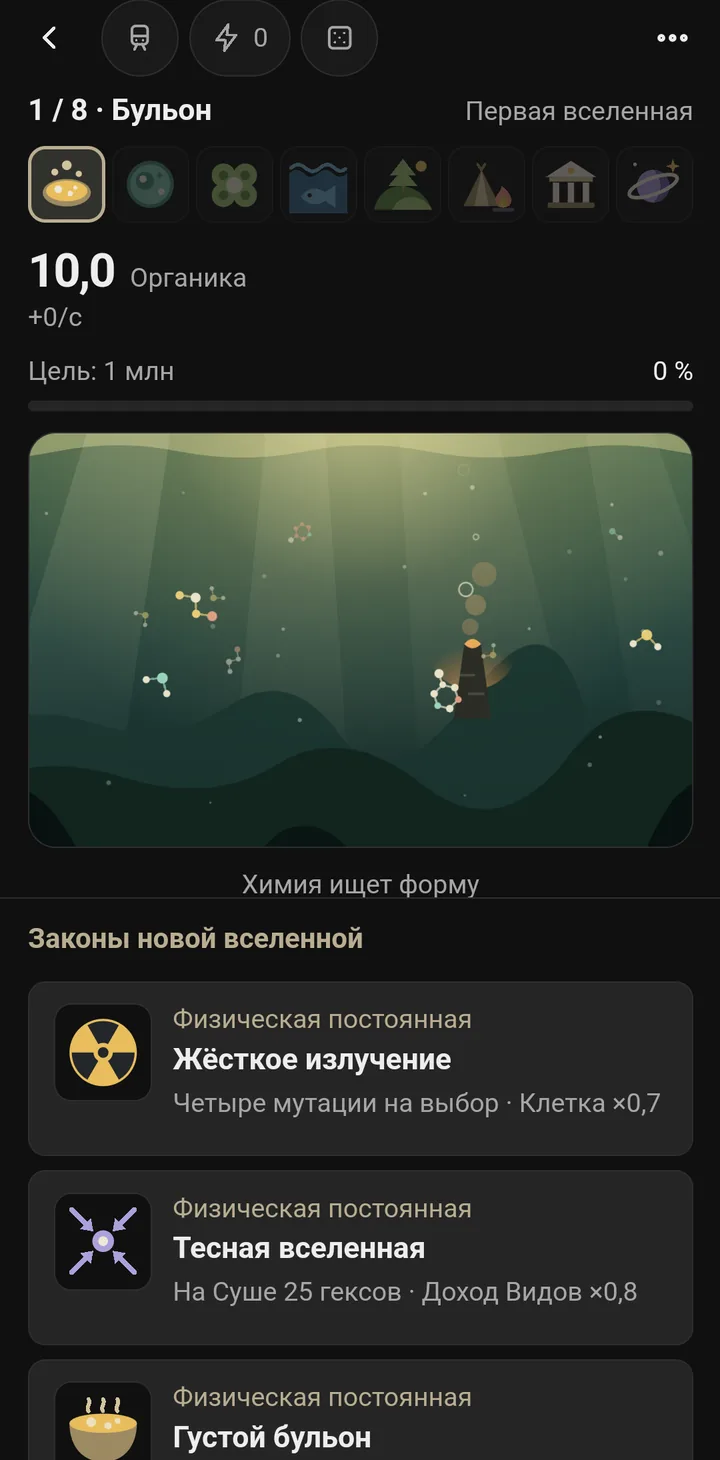 0
1 / 8 · Бульон
Первая вселенная
10,0 Органика
+0/с
Цель: 1 млн
0 %
Химия ищет форму
Законы новой вселенной
Физическая постоянная
Жёсткое излучение
Четыре мутации на выбор · Клетка ×0,7
Физическая постоянная
Тесная вселенная
На Суше 25 гексов · Доход Видов ×0,8
Физическая постоянная
Густой бульон